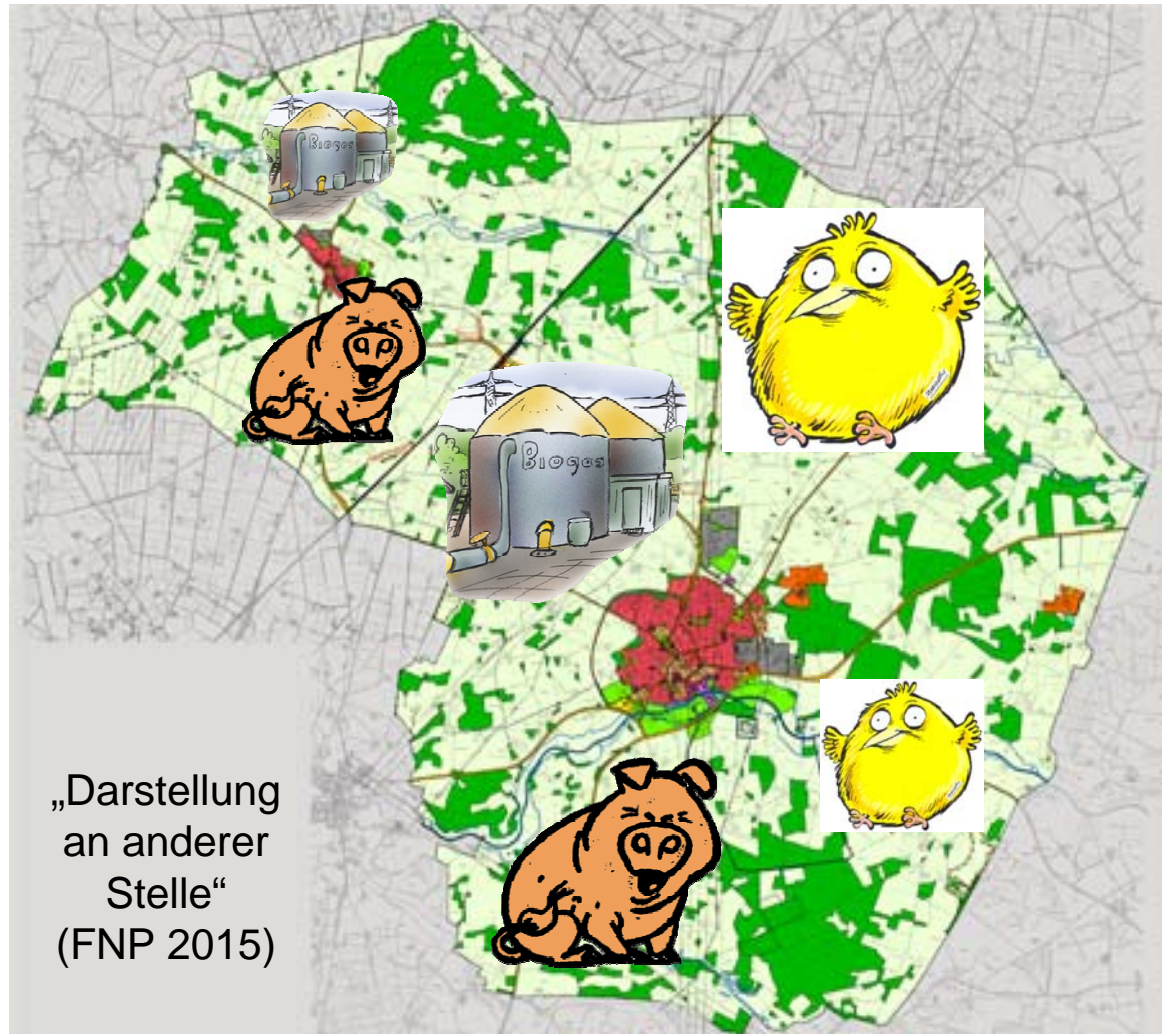 Biogas
Biogas
„Darstellung
an anderer
Stelle“
(FNP 2015)